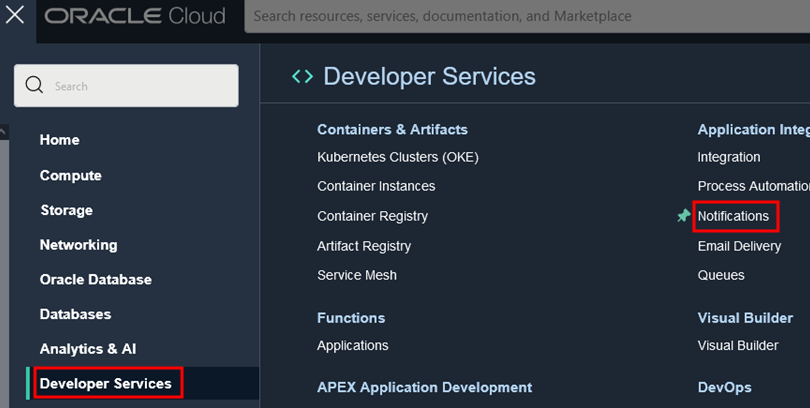 ORACLE Cloud
Search resources, services, documentation, and Marketplace
Search
Home
Compute
Storage
Networking
Oracle Database
Databases
Analytics & AI
Developer Services
Developer Services
Containers & Artifacts
Kubernetes Clusters (OKE)
Container Instances
Container Registry
Artifact Registry
Service Mesh
Functions
Applications
APEX Application Development
Application Integ
Integration
Process Automation
Notifications
Email Delivery
Queues
Visual Builder
Visual Builder
DevOps